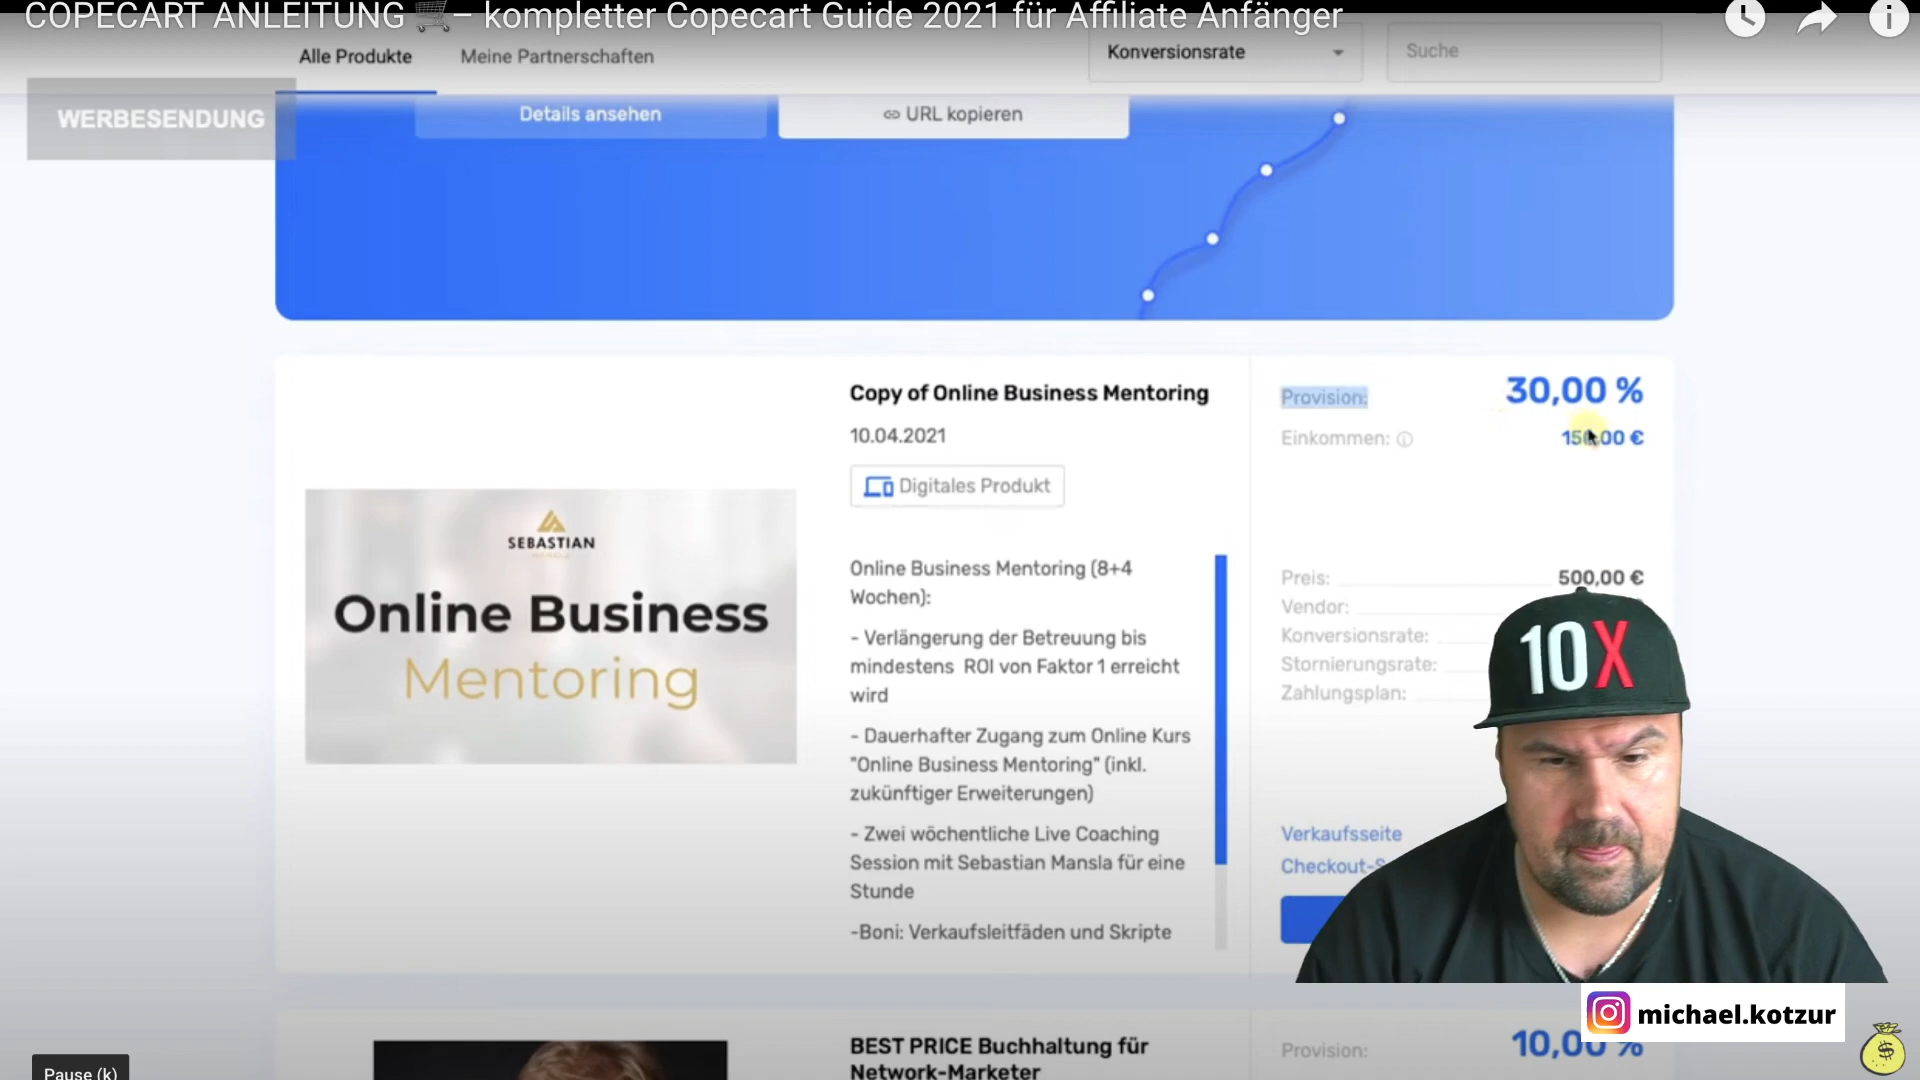 COPECART ANLEITUNG 🛒– kompletter Copecart Guide 2021 für Affiliate Anfänger
Alle Produkte
Meine Partnerschaften
Konversionsrate
Suche
WERBESENDUNG
Details ansehen
URL kopieren
Copy of Online Business Mentoring
10.04.2021
Digitales Produkt
Provision:
30,00 %
Einkommen:
150,00 €
SEBASTIAN
Online Business
Mentoring
Online Business Mentoring (8+4
Wochen):
- Verlängerung der Betreuung bis
mindestens ROI von Faktor 1 erreicht
wird
- Dauerhafter Zugang zum Online Kurs
"Online Business Mentoring" (inkl.
zukünftiger Erweiterungen)
- Zwei wöchentliche Live Coaching
Session mit Sebastian Mansla für eine
Stunde
-Boni: Verkaufsleitfäden und Skripte
Preis:
500,00 €
Vendor:
Konversionsrate:
Stornierungsrate:
Zahlungsplan:
10X
Verkaufsseite
michael.kotzur
BEST PRICE Buchhaltung für
Network-Marketer
Provision:
10,00 %
Pause (k)